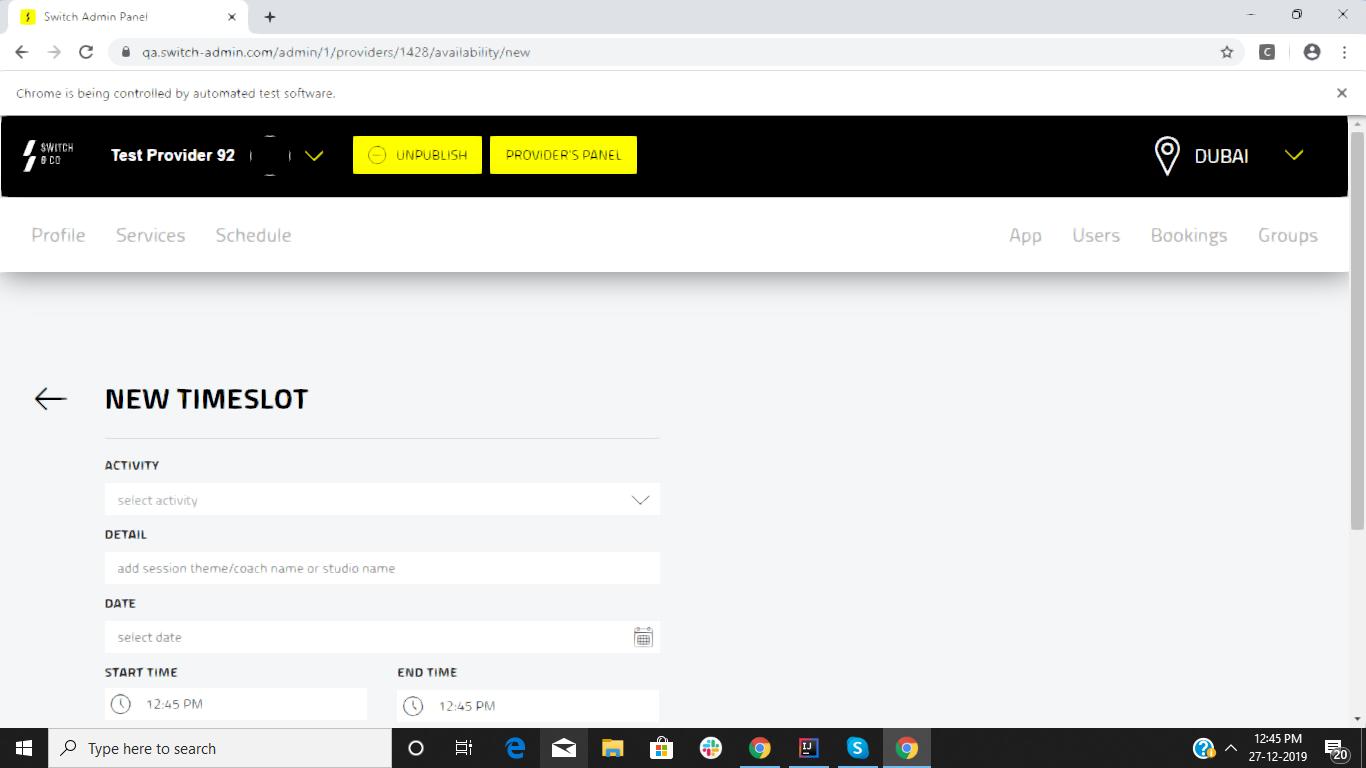 Switch Admin Panel
qa.switch-admin.com/admin/1/providers/1428/availability/new
Chrome is being controlled by automated test software.
SWITCH
& CO
Test Provider 92
UNPUBLISH
PROVIDER'S PANEL
DUBAI
Profile Services Schedule App Users Bookings Groups
NEW TIMESLOT
ACTIVITY
select activity
DETAIL
add session theme/coach name or studio name
DATE
select date
START TIME END TIME
12:45 PM 12:45 PM
Type here to search
12:45 PM
27-12-2019
20